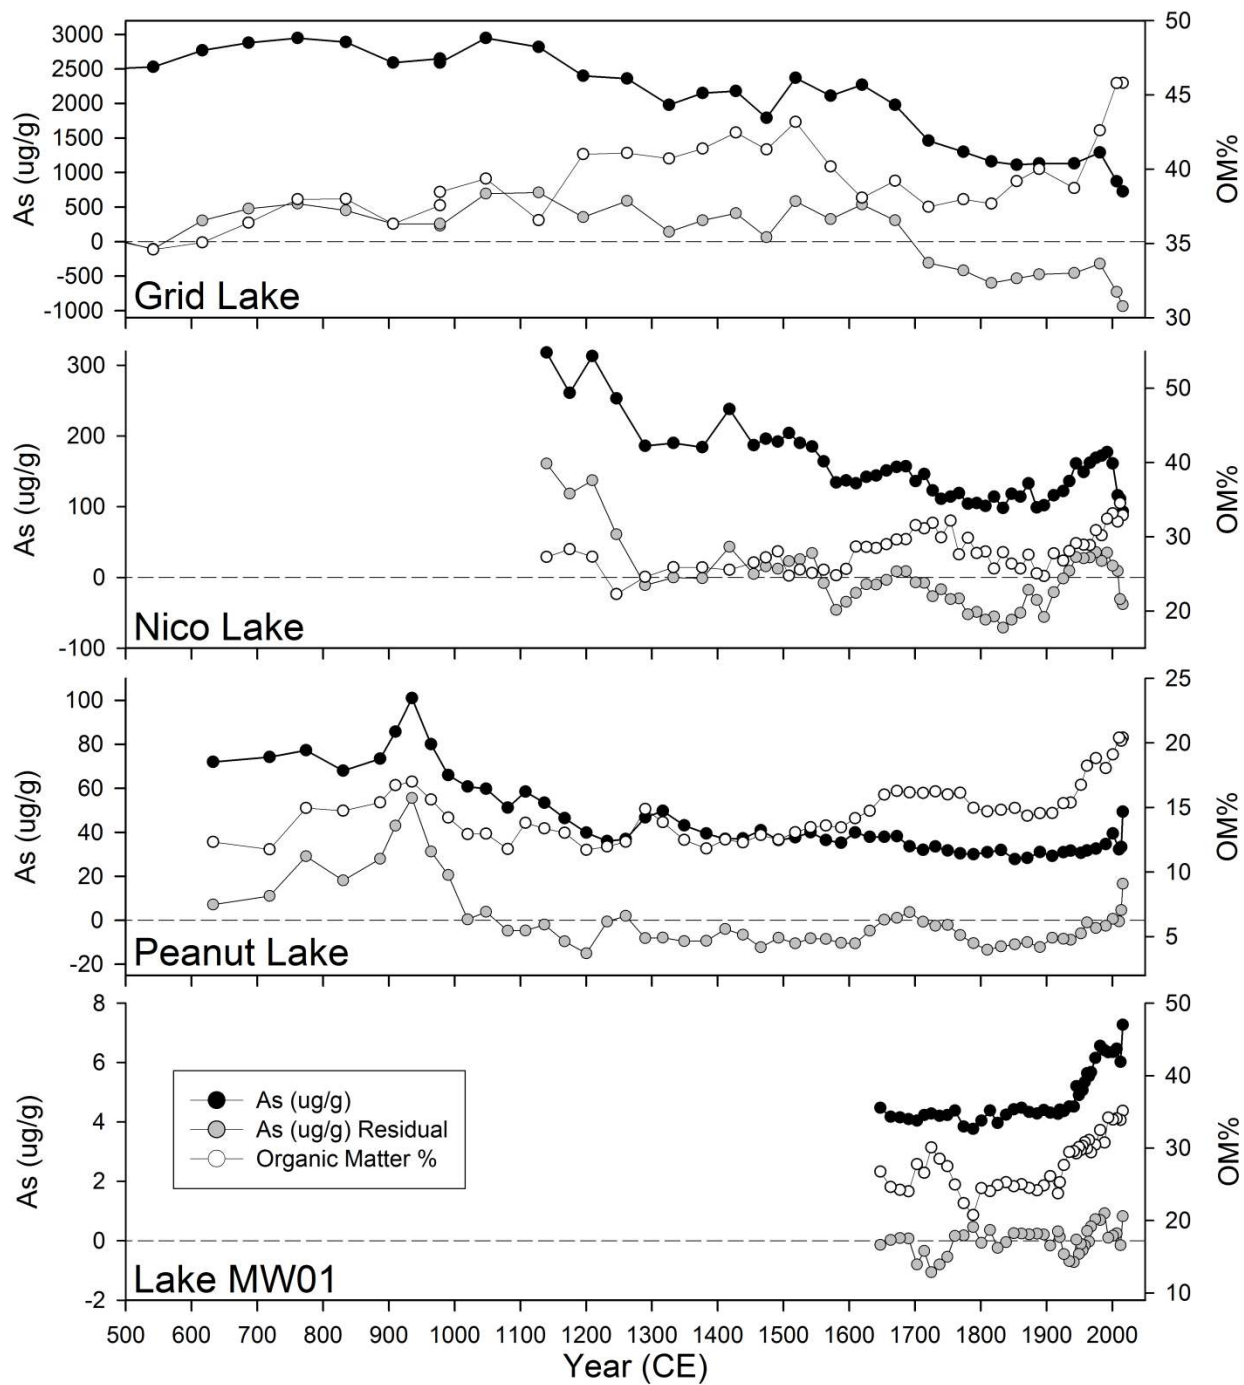 3000
2500
2000
1500
1000
500
0
-500
-1000
As (ug/g)
50
45
40
35
30
OM%
Grid Lake
300
200
100
0
-100
As (ug/g)
50
40
30
20
OM%
Nico Lake
100
80
60
40
20
0
-20
As (ug/g)
25
20
15
10
5
OM%
Peanut Lake
8
6
4
2
0
-2
As (ug/g)
50
40
30
20
10
OM%
As (ug/g)
As (ug/g) Residual
Organic Matter %
Lake MW01
500 600 700 800 900 1000 1100 1200 1300 1400 1500 1600 1700 1800 1900 2000
Year (CE)